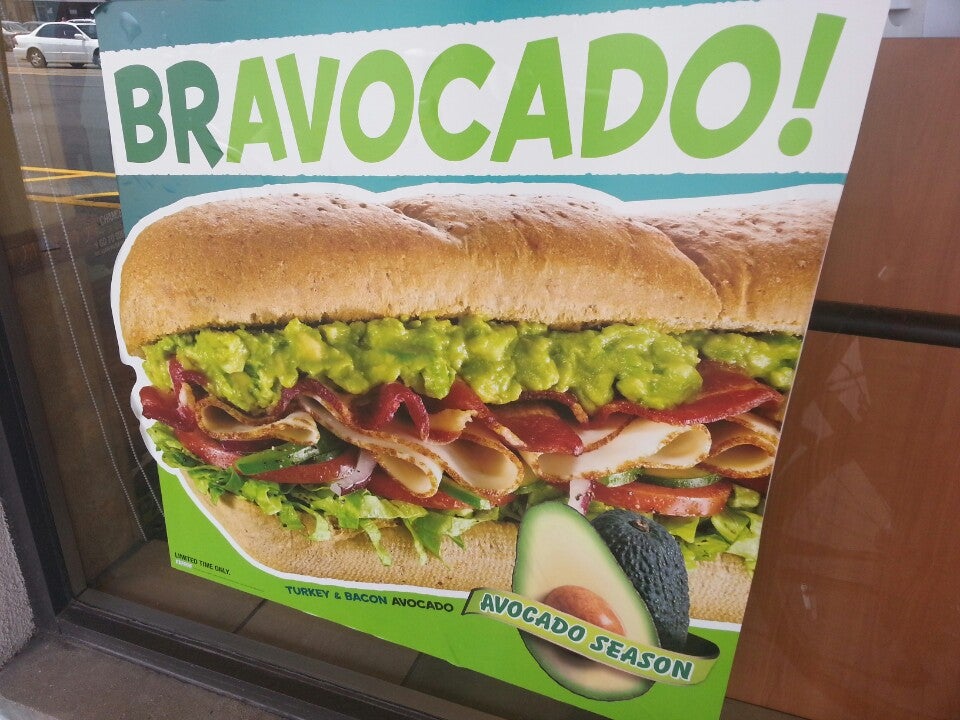 BRAVOCADO!
LIMITED TIME ONLY.
TURKEY & BACON AVOCADO
AVOCADO SEASON